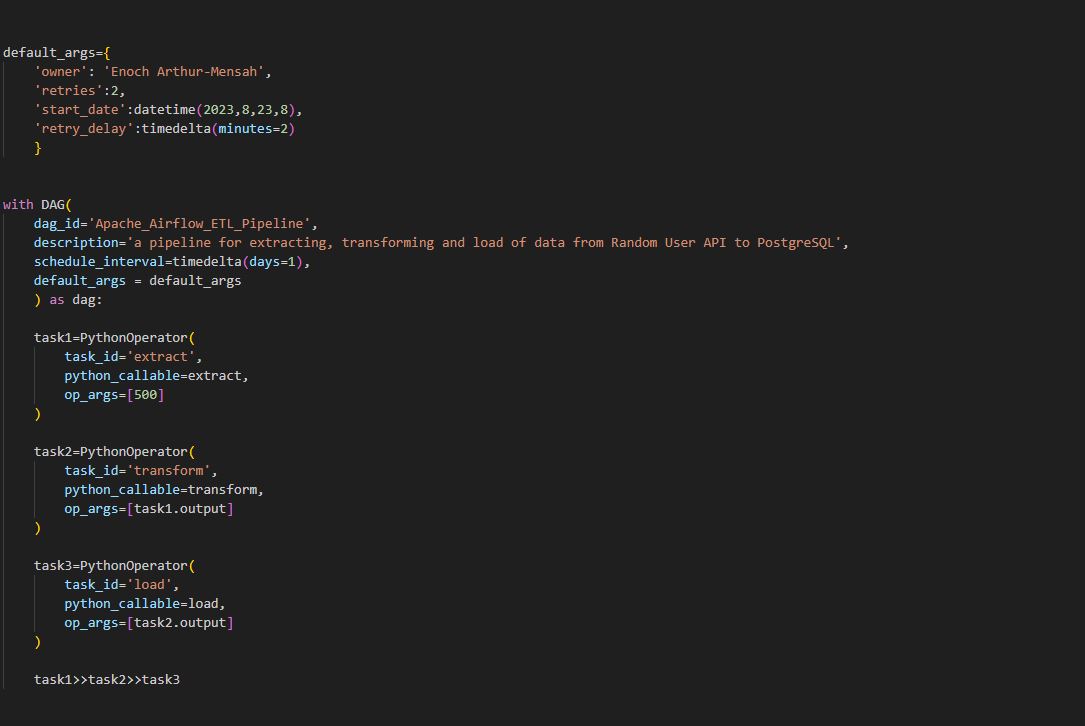 default_args={
    'owner': 'Enoch Arthur-Mensah',
    'retries':2,
    'start_date':datetime(2023,8,23,8),
    'retry_delay':timedelta(minutes=2)
    }
with DAG(
    dag_id='Apache_Airflow_ETL_Pipeline',
    description='a pipeline for extracting, transforming and load of data from Random User API to PostgreSQL',
    schedule_interval=timedelta(days=1),
    default_args = default_args
    ) as dag:
    task1=PythonOperator(
        task_id='extract',
        python_callable=extract,
        op_args=[500]
    )
    task2=PythonOperator(
        task_id='transform',
        python_callable=transform,
        op_args=[task1.output]
    )
    task3=PythonOperator(
        task_id='load',
        python_callable=load,
        op_args=[task2.output]
    )
    task1>>task2>>task3